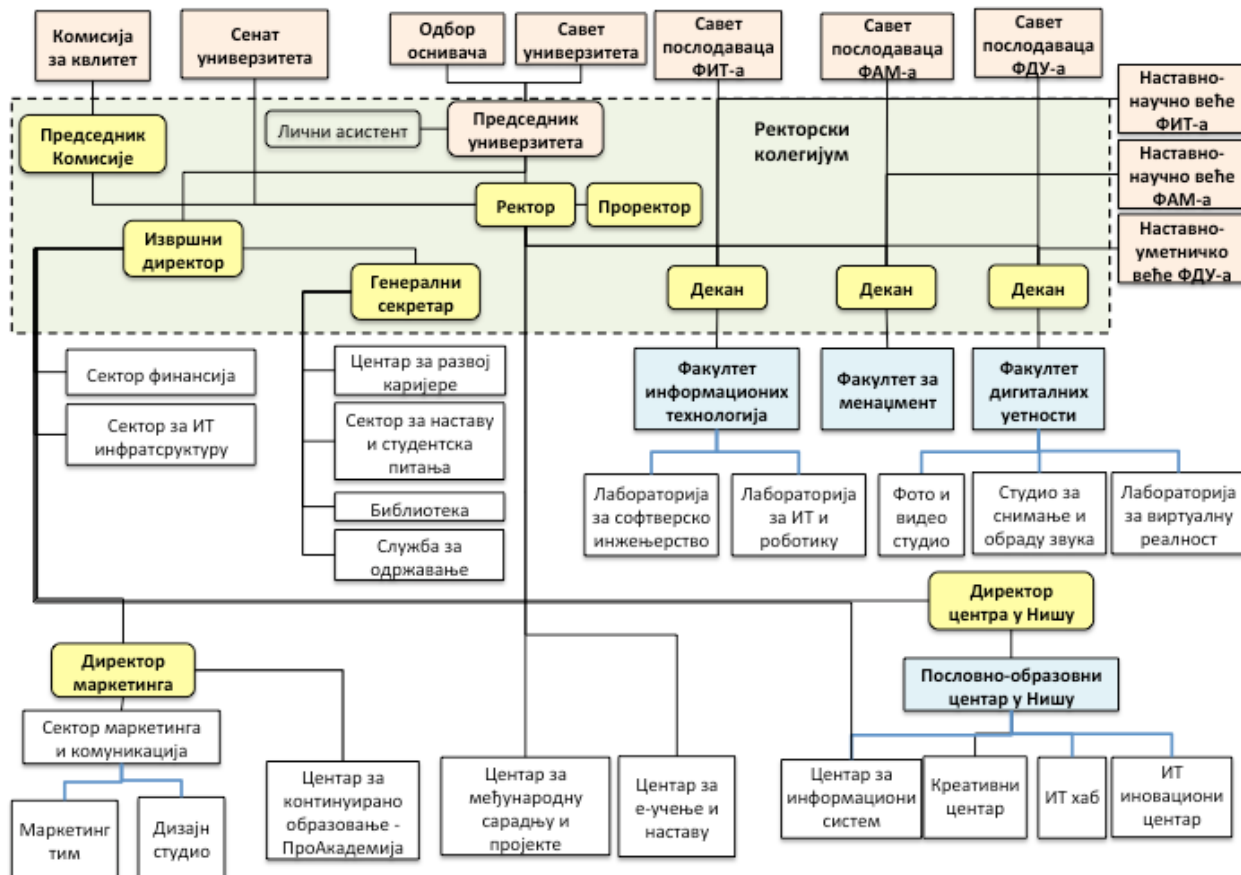 Комисија
за квлитет
Сенат
универзитета
Одбор
оснивача
Савет
универзитета
Савет
послодаваца
ФИТ-а
Савет
послодаваца
ФАМ-а
Савет
послодаваца
ФДУ-а
Наставно-
научно веће
ФИТ-а
Председник
Комисије
Лични асистент
Председник
универзитета
Ректорски
колегијум
Наставно-
научно веће
ФАМ-а
Ректор
Проректор
Наставно-
уметничко
веће ФДУ-а
Извршни
директор
Генерални
секретар
Декан
Декан
Декан
Сектор финансија
Центар за развој
каријере
Факултет
информационих
технологија
Факултет за
менаџмент
Факултет
дигиталних
уетности
Сектор за ИТ
инфратсруктуру
Сектор за наставу
и студентска
питања
Библиотека
Служба за
одржавање
Лабораторија
за софтверско
инжењерство
Лабораторија
за ИТ и
роботику
Фото и
видео
студио
Студио за
снимање и
обраду звука
Лабораторија
за виртуалну
реалност
Директор
центра у Нишу
Директор
маркетинга
Пословно-образовни
центар у Нишу
Сектор маркетинга
и комуникација
Маркетинг
тим
Дизајн
студио
Центар за
континуирано
образовање -
ПроАкадемија
Центар за
међународну
сарадњу и
пројекте
Центар за
е-учење и
наставу
Центар за
информациони
систем
Креативни
центар
ИТ хаб
ИТ
иновациони
центар